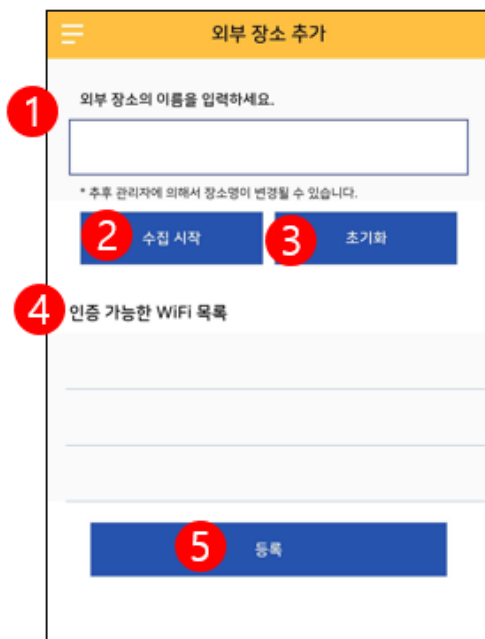 외부 장소 추가
1
외부 장소의 이름을 입력하세요.
* 추후 관리자에 의해서 장소명이 변경될 수 있습니다.
2 수집 시작 3 초기화
4 인증 가능한 WiFi 목록
5 등록